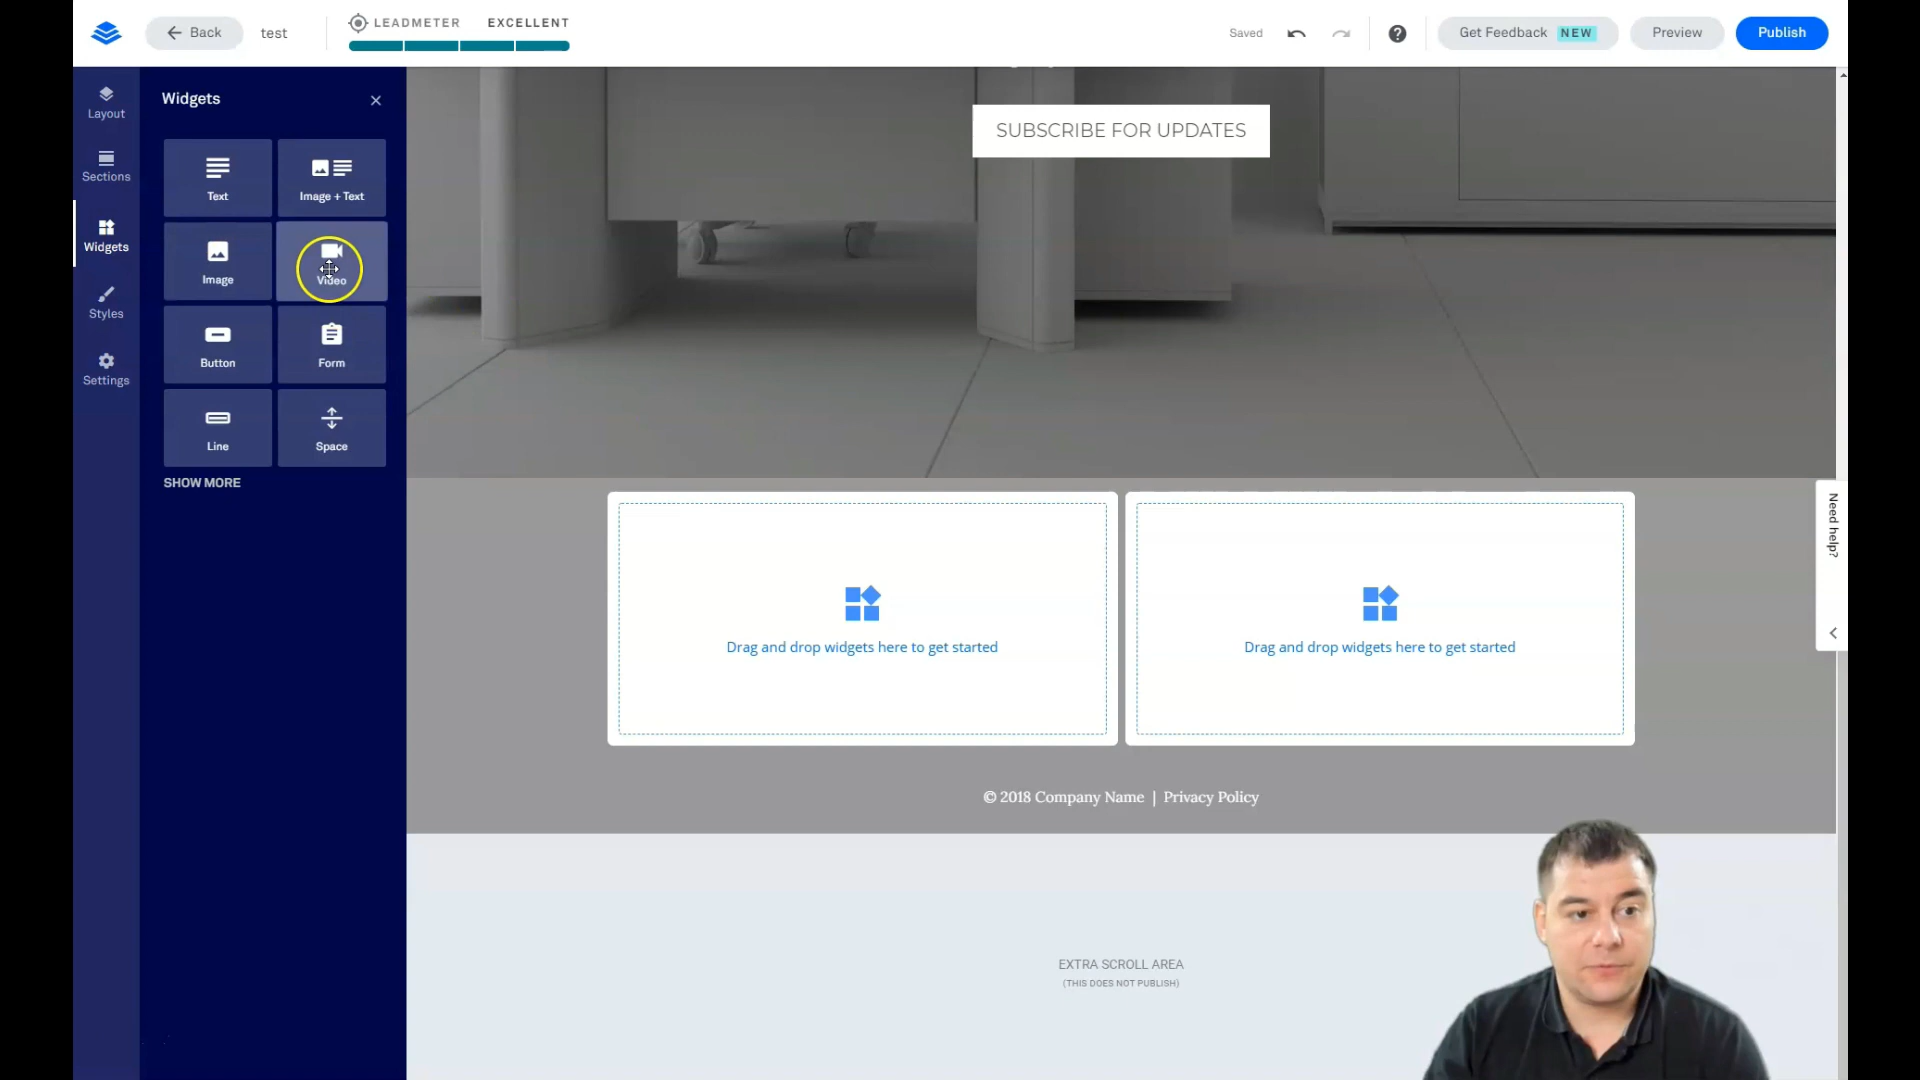 Back
test
LEADMETER EXCELLENT
Saved
Get Feedback NEW
Preview
Publish
Layout
Sections
Widgets
Styles
Settings
Widgets
Text
Image + Text
Image
Video
Button
Form
Line
Space
SHOW MORE
SUBSCRIBE FOR UPDATES
Drag and drop widgets here to get started
Drag and drop widgets here to get started
© 2018 Company Name | Privacy Policy
EXTRA SCROLL AREA
(THIS DOES NOT PUBLISH)
Need help?